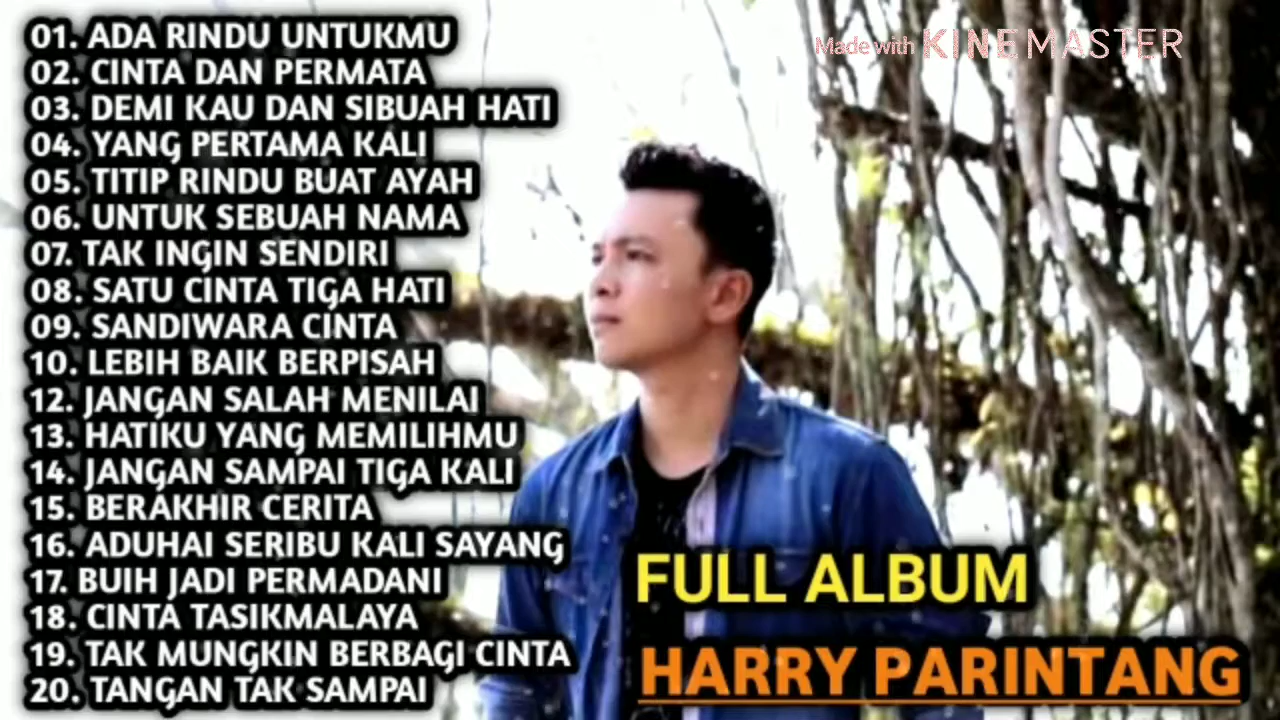 01. ADA RINDU UNTUKMU
02. CINTA DAN PERMATA
03. DEMI KAU DAN SIBUAH HATI
04. YANG PERTAMA KALI
05. TITIP RINDU BUAT AYAH
06. UNTUK SEBUAH NAMA
07. TAK INGIN SENDIRI
08. SATU CINTA TIGA HATI
09. SANDIWARA CINTA
10. LEBIH BAIK BERPISAH
12. JANGAN SALAH MENILAI
13. HATIKU YANG MEMILIHMU
14. JANGAN SAMPAI TIGA KALI
15. BERAKHIR CERITA
16. ADUHAI SERIBU KALI SAYANG
17. BUIH JADI PERMADANI
18. CINTA TASIKMALAYA
19. TAK MUNGKIN BERBAGI CINTA
20. TANGAN TAK SAMPAI
Made with KINEMASTER
FULL ALBUM
HARRY PARINTANG